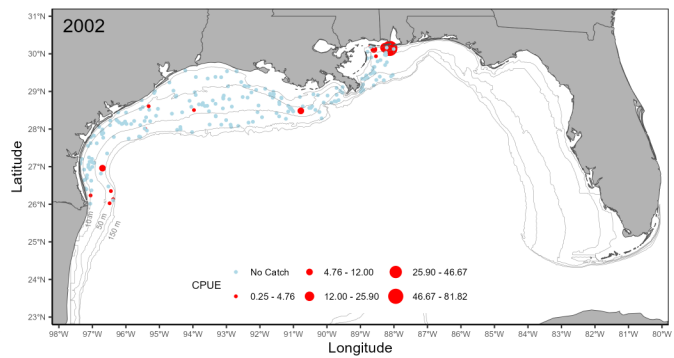 2002
31°N
30°N
29°N
28°N
27°N
26°N
25°N
24°N
23°N
Latitude
10 m
50 m
150 m
CPUE
No Catch
4.76 - 12.00
25.90 - 46.67
0.25 - 4.76
12.00 - 25.90
46.67 - 81.82
98°W 97°W 96°W 95°W 94°W 93°W 92°W 91°W 90°W 89°W 88°W 87°W 86°W 85°W 84°W 83°W 82°W 81°W 80°W
Longitude